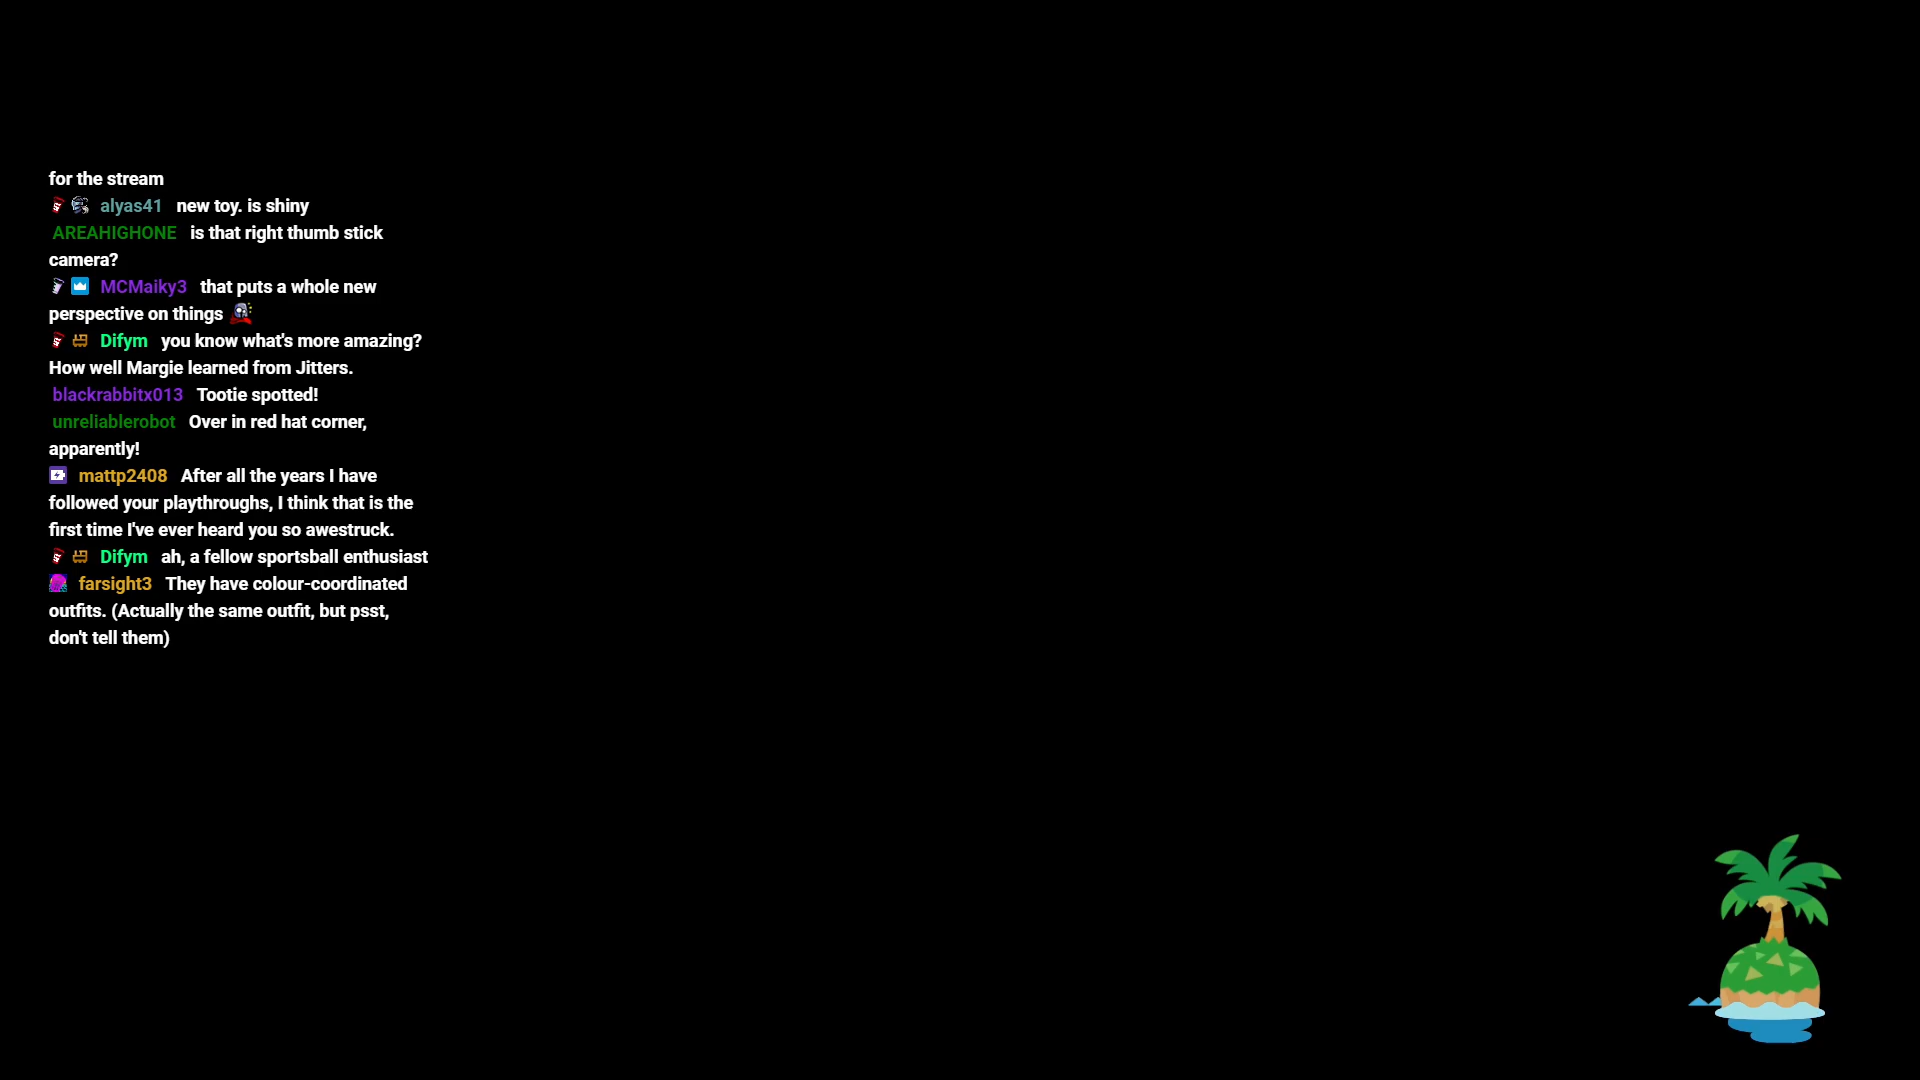 for the stream
alyas41 new toy. is shiny
AREAHIGHONE is that right thumb stick
camera?
MCMaiky3 that puts a whole new
perspective on things
Difym you know what's more amazing?
How well Margie learned from Jitters.
blackrabbitx013 Tootie spotted!
unreliablerobot Over in red hat corner,
apparently!
mattp2408 After all the years I have
followed your playthroughs, I think that is the
first time I've ever heard you so awestruck.
Difym ah, a fellow sportsball enthusiast
farsight3 They have colour-coordinated
outfits. (Actually the same outfit, but psst,
don't tell them)